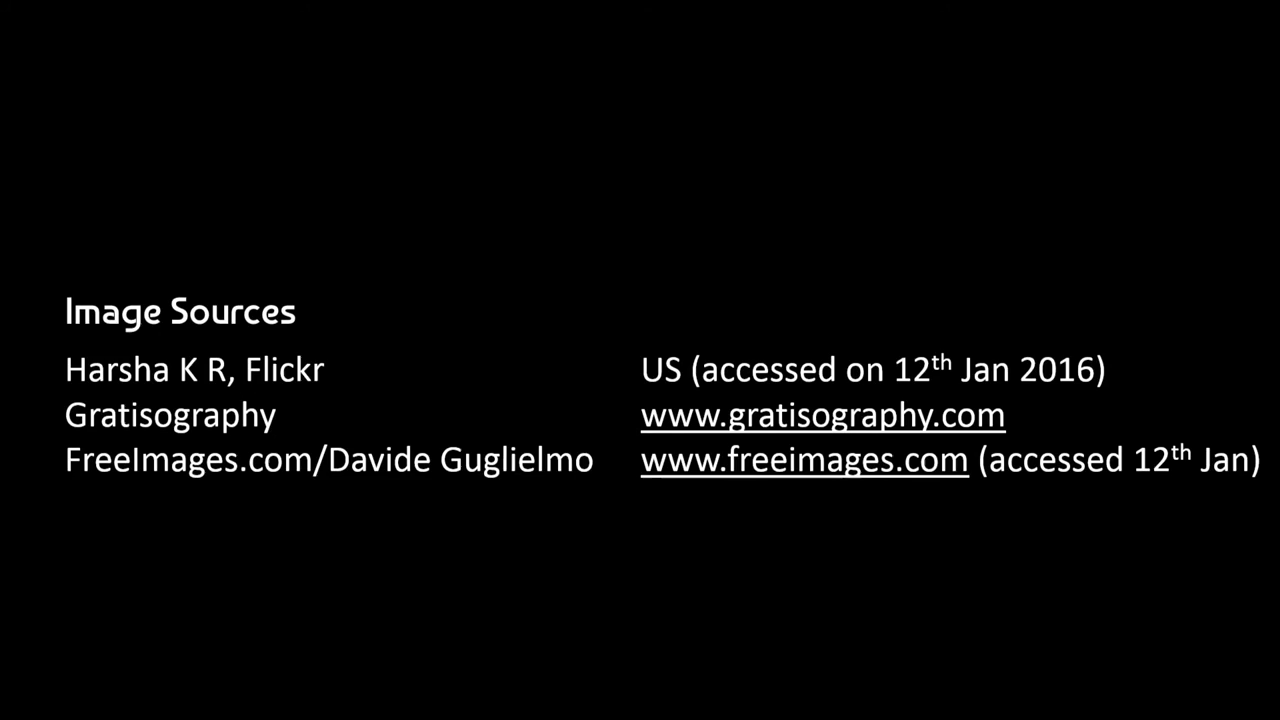 Image Sources
Harsha K R, Flickr US (accessed on 12th Jan 2016)
Gratisography www.gratisography.com
FreeImages.com/Davide Guglielmo www.freeimages.com (accessed 12th Jan)